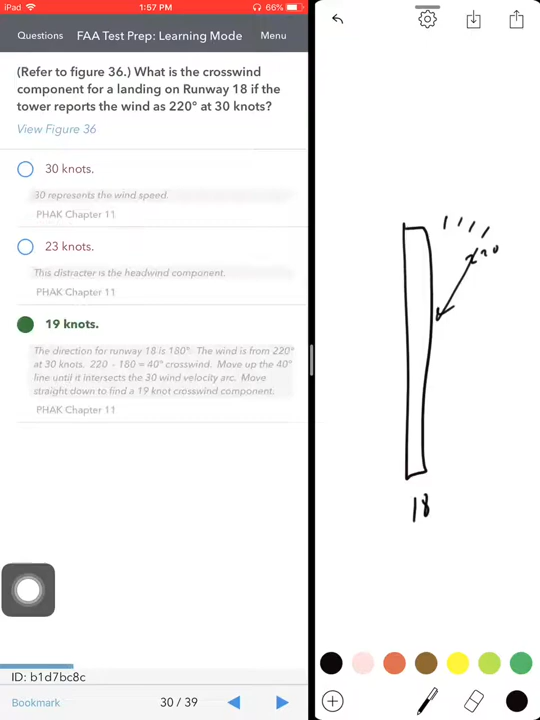 iPad 1:57 PM 66%
Questions FAA Test Prep: Learning Mode Menu
(Refer to figure 36.) What is the crosswind
component for a landing on Runway 18 if the
tower reports the wind as 220° at 30 knots?
View Figure 36
30 knots.
30 represents the wind speed.
PHAK Chapter 11
23 knots.
This distracter is the headwind component.
PHAK Chapter 11
19 knots.
The direction for runway 18 is 180°. The wind is from 220°
at 30 knots. 220 - 180 = 40° crosswind. Move up the 40°
line until it intersects the 30 wind velocity arc. Move
straight down to find a 19 knot crosswind component.
PHAK Chapter 11
ID: b1d7bc8c
Bookmark 30 / 39
220
18